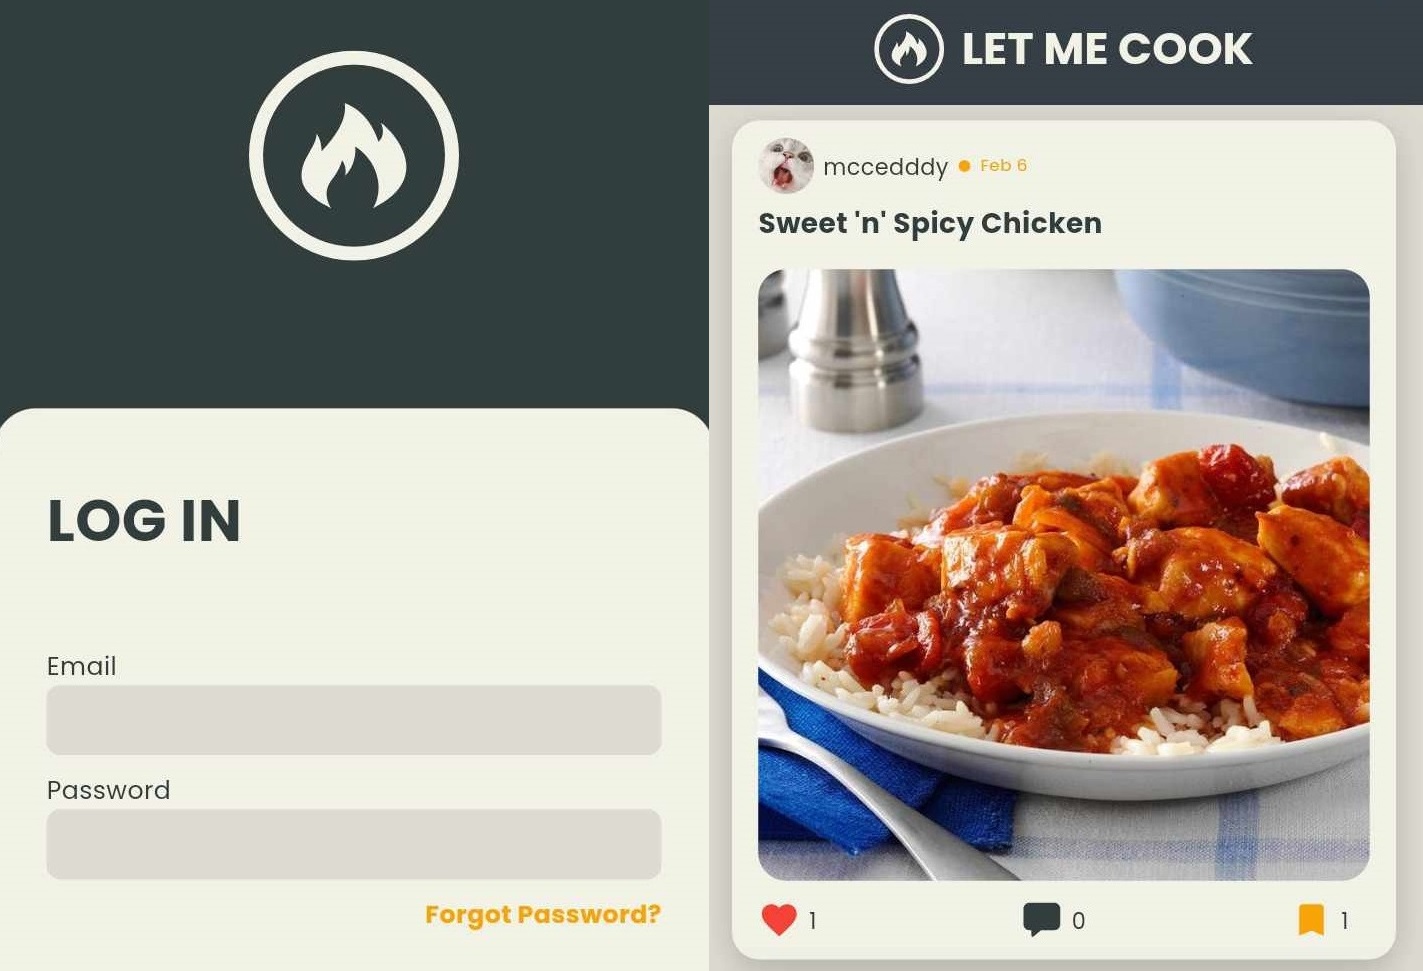 LOG IN
Email
Password
Forgot Password?
LET ME COOK
mccedddy ● Feb 6
Sweet 'n' Spicy Chicken
1
0
1